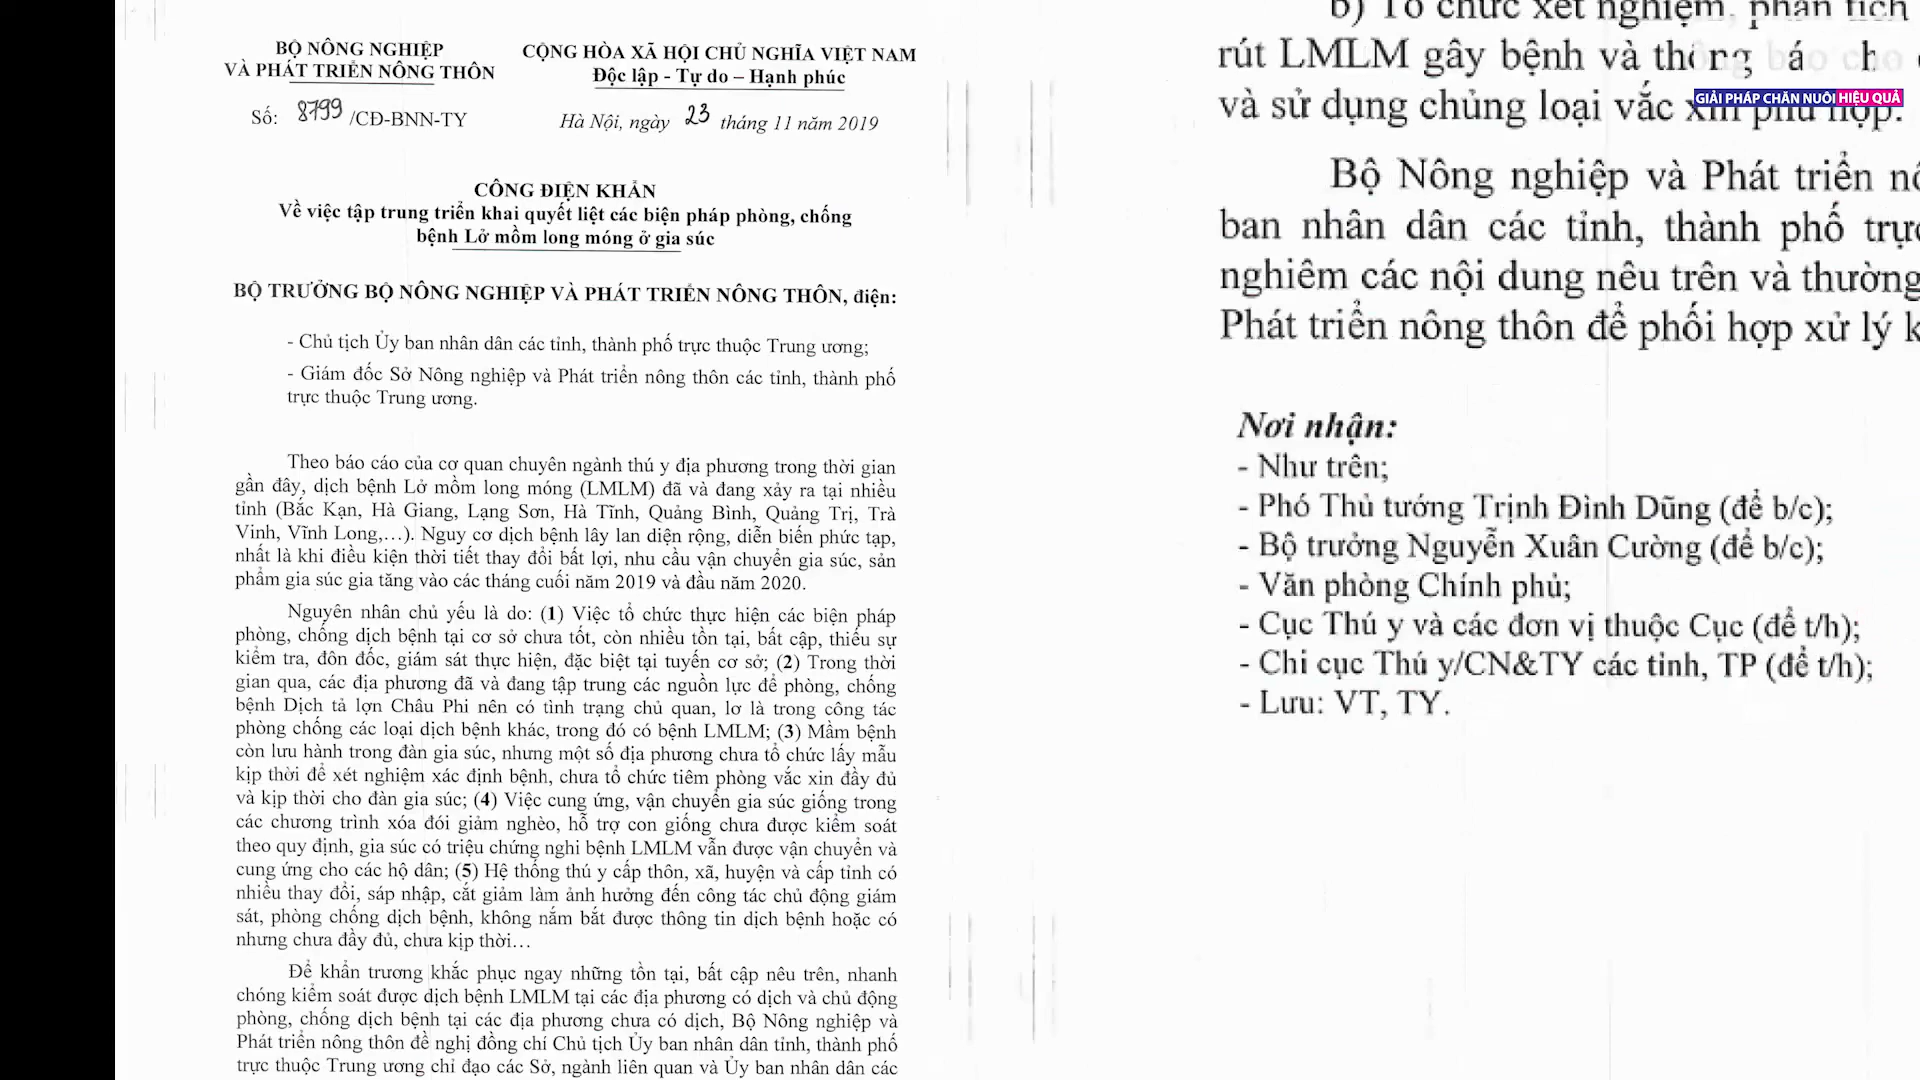 BỘ NÔNG NGHIỆP
VÀ PHÁT TRIỂN NÔNG THÔN
Số: 8799 /CĐ-BNN-TY
CỘNG HÒA XÃ HỘI CHỦ NGHĨA VIỆT NAM
Độc lập - Tự do – Hạnh phúc
Hà Nội, ngày 23 tháng 11 năm 2019
CÔNG ĐIỆN KHẨN
Về việc tập trung triển khai quyết liệt các biện pháp phòng, chống
bệnh Lở mồm long móng ở gia súc
BỘ TRƯỞNG BỘ NÔNG NGHIỆP VÀ PHÁT TRIỂN NÔNG THÔN, điện:
- Chủ tịch Ủy ban nhân dân các tỉnh, thành phố trực thuộc Trung ương;
- Giám đốc Sở Nông nghiệp và Phát triển nông thôn các tỉnh, thành phố
trực thuộc Trung ương.
Theo báo cáo của cơ quan chuyên ngành thú y địa phương trong thời gian
gần đây, dịch bệnh Lở mồm long móng (LMLM) đã và đang xảy ra tại nhiều
tỉnh (Bắc Kạn, Hà Giang, Lạng Sơn, Hà Tĩnh, Quảng Bình, Quảng Trị, Trà
Vinh, Vĩnh Long,…). Nguy cơ dịch bệnh lây lan diện rộng, diễn biến phức tạp,
nhất là khi điều kiện thời tiết thay đổi bất lợi, nhu cầu vận chuyển gia súc, sản
phẩm gia súc gia tăng vào các tháng cuối năm 2019 và đầu năm 2020.
Nguyên nhân chủ yếu là do: (1) Việc tổ chức thực hiện các biện pháp
phòng, chống dịch bệnh tại cơ sở chưa tốt, còn nhiều tồn tại, bất cập, thiếu sự
kiểm tra, đôn đốc, giám sát thực hiện, đặc biệt tại tuyến cơ sở; (2) Trong thời
gian qua, các địa phương đã và đang tập trung các nguồn lực để phòng, chống
bệnh Dịch tả lợn Châu Phi nên có tình trạng chủ quan, lơ là trong công tác
phòng chống các loại dịch bệnh khác, trong đó có bệnh LMLM; (3) Mầm bệnh
còn lưu hành trong đàn gia súc, nhưng một số địa phương chưa tổ chức lấy mẫu
kịp thời để xét nghiệm xác định bệnh, chưa tổ chức tiêm phòng vắc xin đầy đủ
và kịp thời cho đàn gia súc; (4) Việc cung ứng, vận chuyển gia súc giống trong
các chương trình xóa đói giảm nghèo, hỗ trợ con giống chưa được kiểm soát
theo quy định, gia súc có triệu chứng nghi bệnh LMLM vẫn được vận chuyển và
cung ứng cho các hộ dân; (5) Hệ thống thú y cấp thôn, xã, huyện và cấp tỉnh có
nhiều thay đổi, sáp nhập, cắt giảm làm ảnh hưởng đến công tác chủ động giám
sát, phòng chống dịch bệnh, không nắm bắt được thông tin dịch bệnh hoặc có
nhưng chưa đầy đủ, chưa kịp thời…
Để khẩn trương khắc phục ngay những tồn tại, bất cập nêu trên, nhanh
chóng kiểm soát được dịch bệnh LMLM tại các địa phương có dịch và chủ động
phòng, chống dịch bệnh tại các địa phương chưa có dịch, Bộ Nông nghiệp và
Phát triển nông thôn đề nghị đồng chí Chủ tịch Ủy ban nhân dân tỉnh, thành phố
trực thuộc Trung ương chỉ đạo các Sở, ngành liên quan và Ủy ban nhân dân các
b) Tổ chức xét nghiệm, phân tích
rút LMLM gây bệnh và thông
và sử dụng chủng loại vắc xin phù hợp.
GIẢI PHÁP CHĂN NUÔI HIỆU QUẢ
Bộ Nông nghiệp và Phát triển
ban nhân dân các tỉnh, thành phố
nghiêm các nội dung nêu trên và thường
Phát triển nông thôn để phối hợp xử lý
Nơi nhận:
- Như trên;
- Phó Thủ tướng Trịnh Đình Dũng (để b/c);
- Bộ trưởng Nguyễn Xuân Cường (để b/c);
- Văn phòng Chính phủ;
- Cục Thú y và các đơn vị thuộc Cục (để t/h);
- Chi cục Thú y/CN&TY các tỉnh, TP (để t/h);
- Lưu: VT, TY.